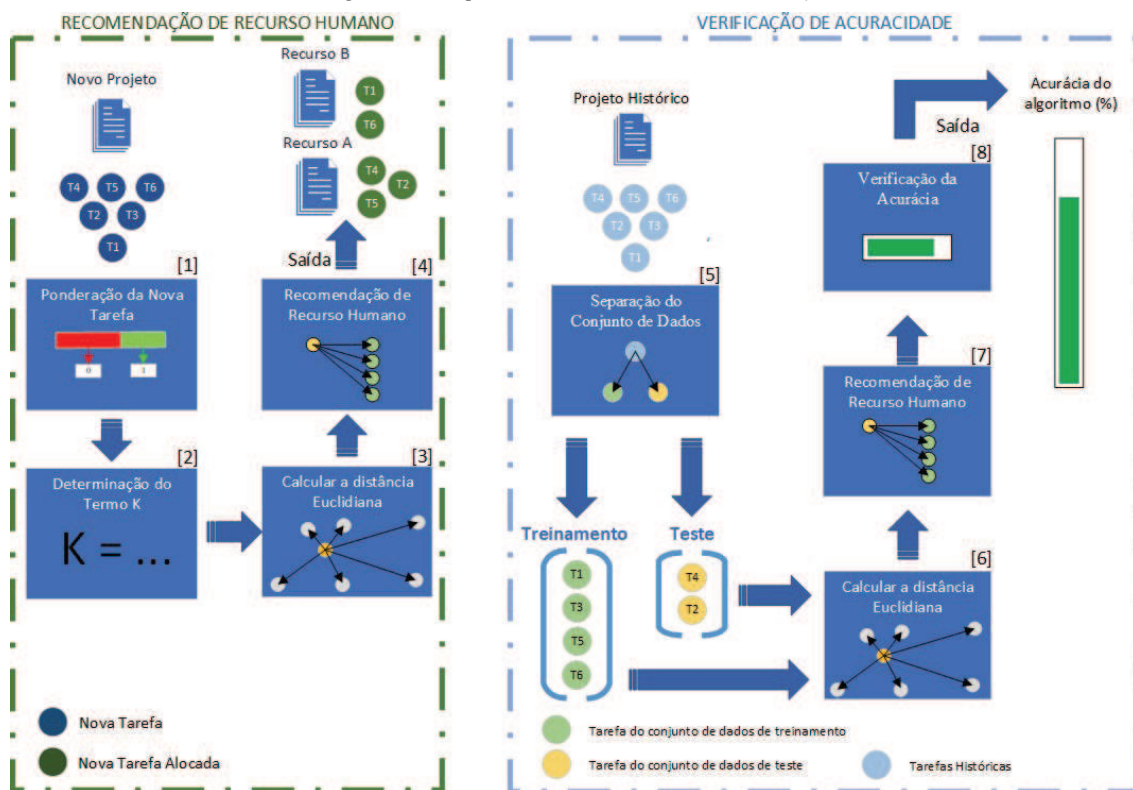 RECOMENDAÇÃO DE RECURSO HUMANO
Novo Projeto
T4 T5 T6
T2 T3
T1
Recurso B
T1
T6
Recurso A
T4
T2
T5
Saída
[1]
Ponderação da Nova
Tarefa
0 1
[4]
Recomendação de
Recurso Humano
[2]
Determinação do
Termo K
K = ...
[3]
Calcular a distância
Euclidiana
Nova Tarefa
Nova Tarefa Alocada
VERIFICAÇÃO DE ACURACIDADE
Projeto Histórico
T4 T5 T6
T2 T3
T1
[5]
Separação do
Conjunto de Dados
Treinamento
T1
T3
T5
T6
Teste
T4
T2
[6]
Calcular a distância
Euclidiana
[7]
Recomendação de
Recurso Humano
[8]
Verificação da
Acurácia
Saída
Acurácia do
algoritmo (%)
Tarefa do conjunto de dados de treinamento
Tarefa do conjunto de dados de teste
Tarefas Históricas